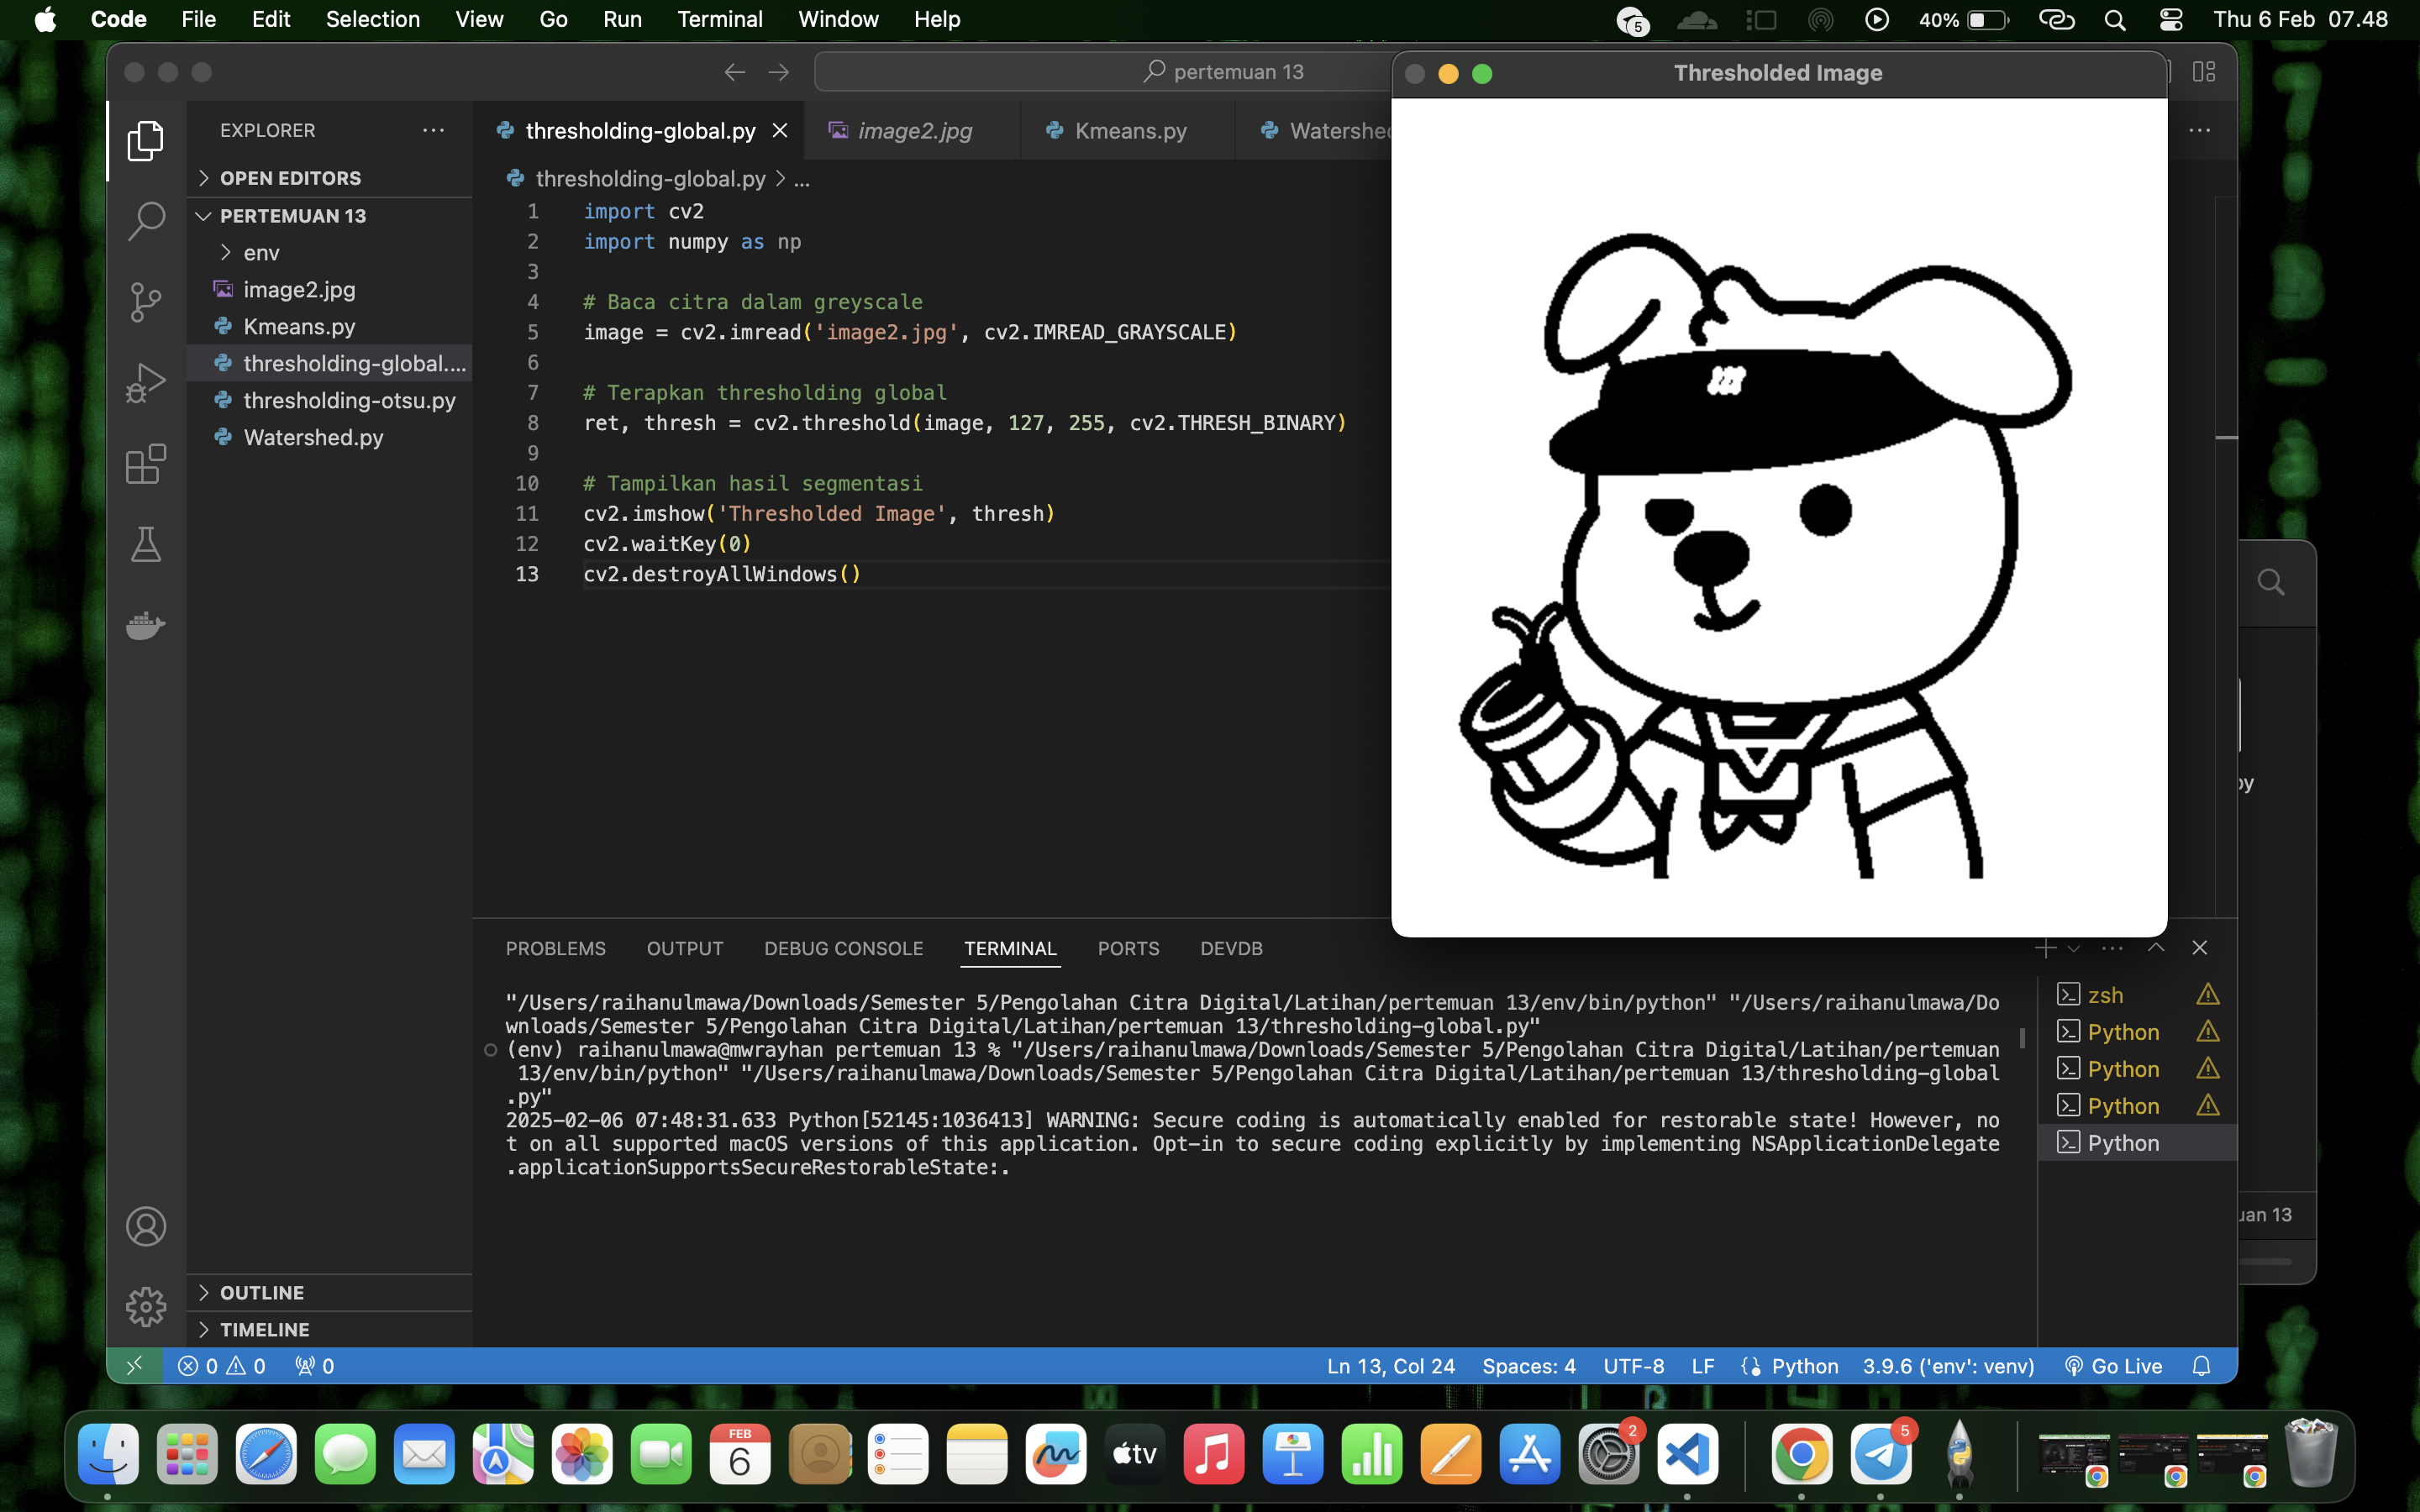 Code File Edit Selection View Go Run Terminal Window Help
5
40%
Thu 6 Feb 07.48
pertemuan 13
Thresholded Image
EXPLORER
OPEN EDITORS
PERTEMUAN 13
env
image2.jpg
Kmeans.py
thresholding-global....
thresholding-otsu.py
Watershed.py
OUTLINE
TIMELINE
thresholding-global.py
image2.jpg
Kmeans.py
thresholding-global.py > ...
1 import cv2
2 import numpy as np
3
4 # Baca citra dalam greyscale
5 image = cv2.imread('image2.jpg', cv2.IMREAD_GRAYSCALE)
6
7 # Terapkan thresholding global
8 ret, thresh = cv2.threshold(image, 127, 255, cv2.THRESH_BINARY)
9
10 # Tampilkan hasil segmentasi
11 cv2.imshow('Thresholded Image', thresh)
12 cv2.waitKey(0)
13 cv2.destroyAllWindows()
PROBLEMS OUTPUT DEBUG CONSOLE TERMINAL PORTS DEVDB
"/Users/raihanulmawa/Downloads/Semester 5/Pengolahan Citra Digital/Latihan/pertemuan 13/env/bin/python" "/Users/raihanulmawa/Do
wnloads/Semester 5/Pengolahan Citra Digital/Latihan/pertemuan 13/thresholding-global.py"
(env) raihanulmawa@mwrayhan pertemuan 13 % "/Users/raihanulmawa/Downloads/Semester 5/Pengolahan Citra Digital/Latihan/pertemuan
13/env/bin/python" "/Users/raihanulmawa/Downloads/Semester 5/Pengolahan Citra Digital/Latihan/pertemuan 13/thresholding-global
.py"
2025-02-06 07:48:31.633 Python[52145:1036413] WARNING: Secure coding is automatically enabled for restorable state! However, no
t on all supported macOS versions of this application. Opt-in to secure coding explicitly by implementing NSApplicationDelegate
.applicationSupportsSecureRestorableState:.
zsh
Python
Python
Python
Python
py
13
0 0 0
Ln 13, Col 24 Spaces: 4 UTF-8 LF Python 3.9.6 ('env': venv) Go Live
FEB
6
tv
2
5